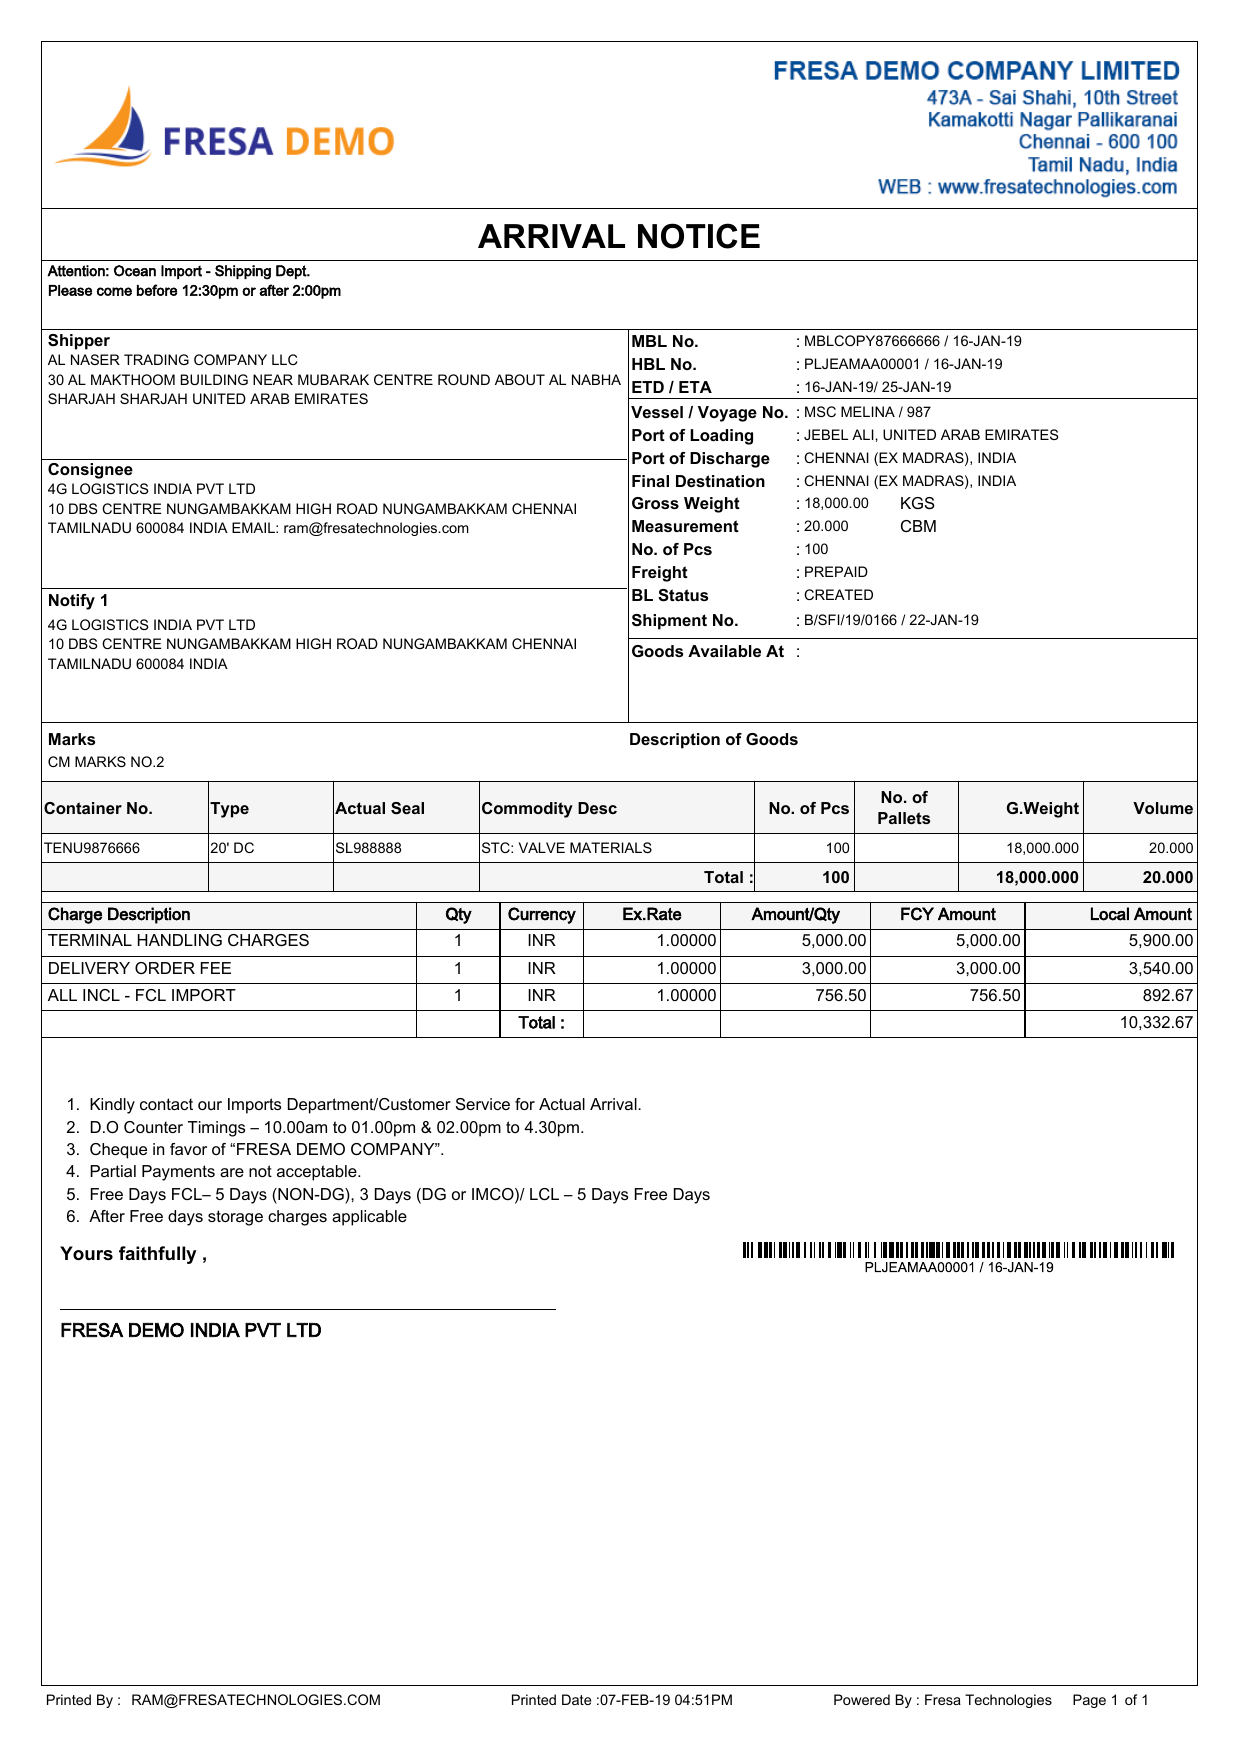 FRESA DEMO
FRESA DEMO COMPANY LIMITED
473A - Sai Shahi, 10th Street
Kamakotti Nagar Pallikaranai
Chennai - 600 100
Tamil Nadu, India
WEB : www.fresatechnologies.com
ARRIVAL NOTICE
Attention: Ocean Import - Shipping Dept.
Please come before 12:30pm or after 2:00pm
Shipper
AL NASER TRADING COMPANY LLC
30 AL MAKTHOOM BUILDING NEAR MUBARAK CENTRE ROUND ABOUT AL NABHA
SHARJAH SHARJAH UNITED ARAB EMIRATES
Consignee
4G LOGISTICS INDIA PVT LTD
10 DBS CENTRE NUNGAMBAKKAM HIGH ROAD NUNGAMBAKKAM CHENNAI
TAMILNADU 600084 INDIA EMAIL: ram@fresatechnologies.com
Notify 1
4G LOGISTICS INDIA PVT LTD
10 DBS CENTRE NUNGAMBAKKAM HIGH ROAD NUNGAMBAKKAM CHENNAI
TAMILNADU 600084 INDIA
MBL No. : MBLCOPY87666666 / 16-JAN-19
HBL No. : PLJEAMAA00001 / 16-JAN-19
ETD / ETA : 16-JAN-19/ 25-JAN-19
Vessel / Voyage No. : MSC MELINA / 987
Port of Loading : JEBEL ALI, UNITED ARAB EMIRATES
Port of Discharge : CHENNAI (EX MADRAS), INDIA
Final Destination : CHENNAI (EX MADRAS), INDIA
Gross Weight : 18,000.00 KGS
Measurement : 20.000 CBM
No. of Pcs : 100
Freight : PREPAID
BL Status : CREATED
Shipment No. : B/SFI/19/0166 / 22-JAN-19
Goods Available At :
Marks Description of Goods
CM MARKS NO.2
Container No. Type Actual Seal Commodity Desc No. of Pcs No. of Pallets G.Weight Volume
TENU9876666 20' DC SL988888 STC: VALVE MATERIALS 100 18,000.000 20.000
Total : 100 18,000.000 20.000
Charge Description Qty Currency Ex.Rate Amount/Qty FCY Amount Local Amount
TERMINAL HANDLING CHARGES 1 INR 1.00000 5,000.00 5,000.00 5,900.00
DELIVERY ORDER FEE 1 INR 1.00000 3,000.00 3,000.00 3,540.00
ALL INCL - FCL IMPORT 1 INR 1.00000 756.50 756.50 892.67
Total : 10,332.67
1. Kindly contact our Imports Department/Customer Service for Actual Arrival.
2. D.O Counter Timings – 10.00am to 01.00pm & 02.00pm to 4.30pm.
3. Cheque in favor of “FRESA DEMO COMPANY”.
4. Partial Payments are not acceptable.
5. Free Days FCL– 5 Days (NON-DG), 3 Days (DG or IMCO)/ LCL – 5 Days Free Days
6. After Free days storage charges applicable
Yours faithfully ,
PLJEAMAA00001 / 16-JAN-19
FRESA DEMO INDIA PVT LTD
Printed By : RAM@FRESATECHNOLOGIES.COM Printed Date :07-FEB-19 04:51PM Powered By : Fresa Technologies Page 1 of 1